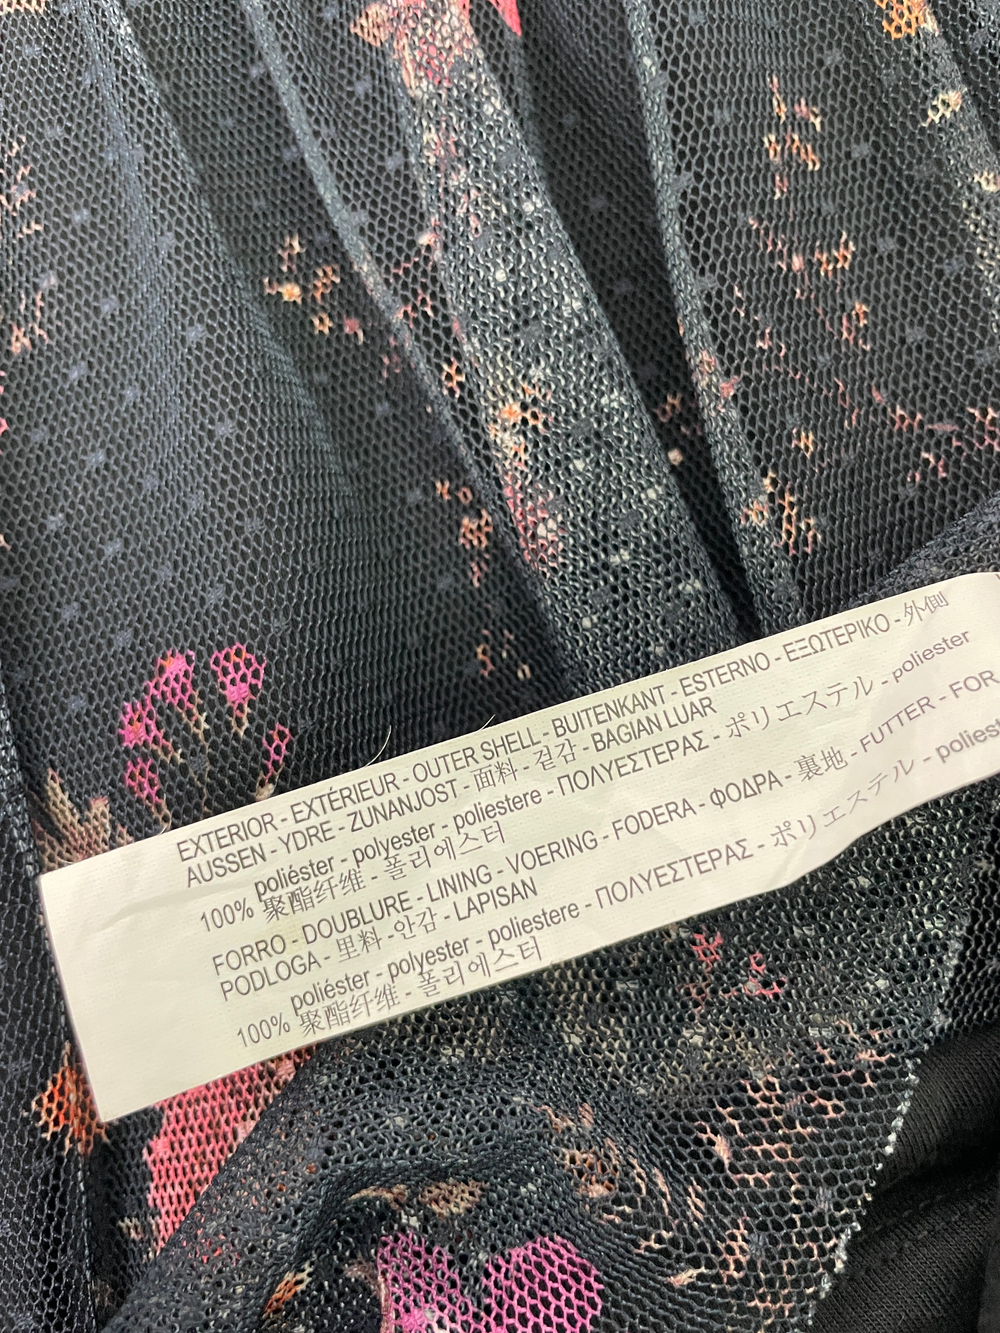 EXTERIOR - EXTÉRIEUR - OUTER SHELL - BUITENKANT - ESTERNO - ΕΞΩΤΕΡΙΚΟ - 外側
AUSSEN - YDRE - ZUNANJOST - 面料 - 겉감 - BAGIAN LUAR
poliéster - polyester - poliestere - ΠΟΛΥΕΣΤΕΡΑΣ - ポリエステル - poliester
100% 聚酯纤维 - 폴리에스터
FORRO - DOUBLURE - LINING - VOERING - FODERA - ΦΟΔΡΑ - 裏地 - FUTTER - FOR -
PODLOGA - 里料 -안감 - LAPISAN
poliéster - polyester - poliestere - ΠΟΛΥΕΣΤΕΡΑΣ - ポリエステル - polies
100% 聚酯纤维 - 폴리에스터